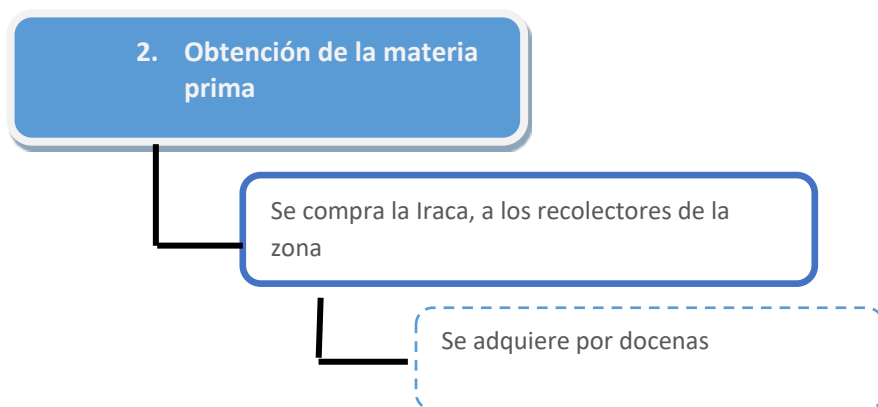 2. Obtención de la materia
prima
Se compra la Iraca, a los recolectores de la
zona
Se adquiere por docenas